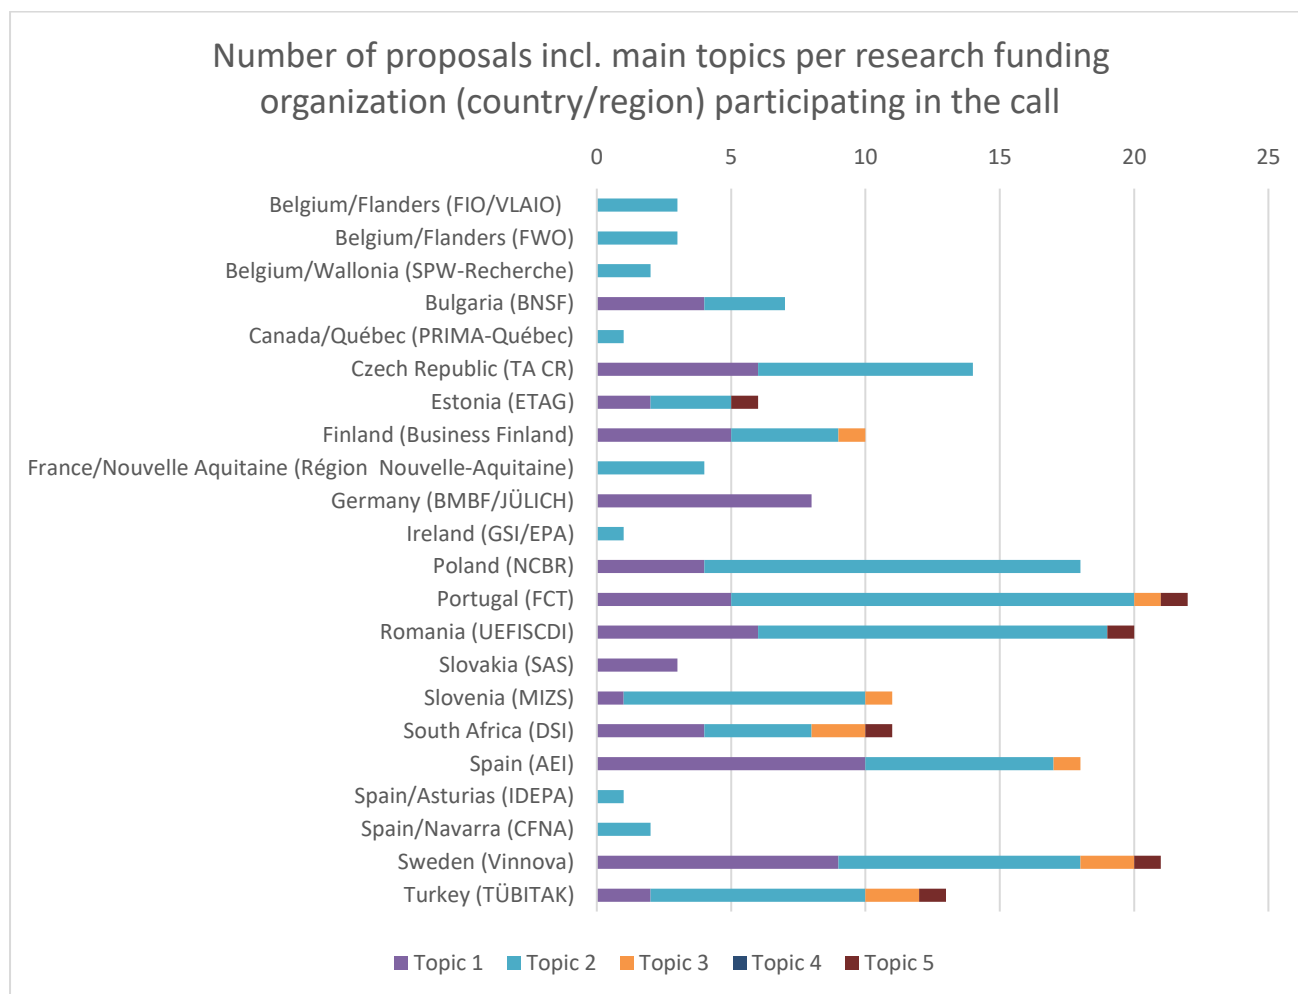 Number of proposals incl. main topics per research funding
organization (country/region) participating in the call
0 5 10 15 20 25
Belgium/Flanders (FIO/VLAIO)
Belgium/Flanders (FWO)
Belgium/Wallonia (SPW-Recherche)
Bulgaria (BNSF)
Canada/Québec (PRIMA-Québec)
Czech Republic (TA CR)
Estonia (ETAG)
Finland (Business Finland)
France/Nouvelle Aquitaine (Région Nouvelle-Aquitaine)
Germany (BMBF/JÜLICH)
Ireland (GSI/EPA)
Poland (NCBR)
Portugal (FCT)
Romania (UEFISCDI)
Slovakia (SAS)
Slovenia (MIZS)
South Africa (DSI)
Spain (AEI)
Spain/Asturias (IDEPA)
Spain/Navarra (CFNA)
Sweden (Vinnova)
Turkey (TÜBITAK)
Topic 1 Topic 2 Topic 3 Topic 4 Topic 5